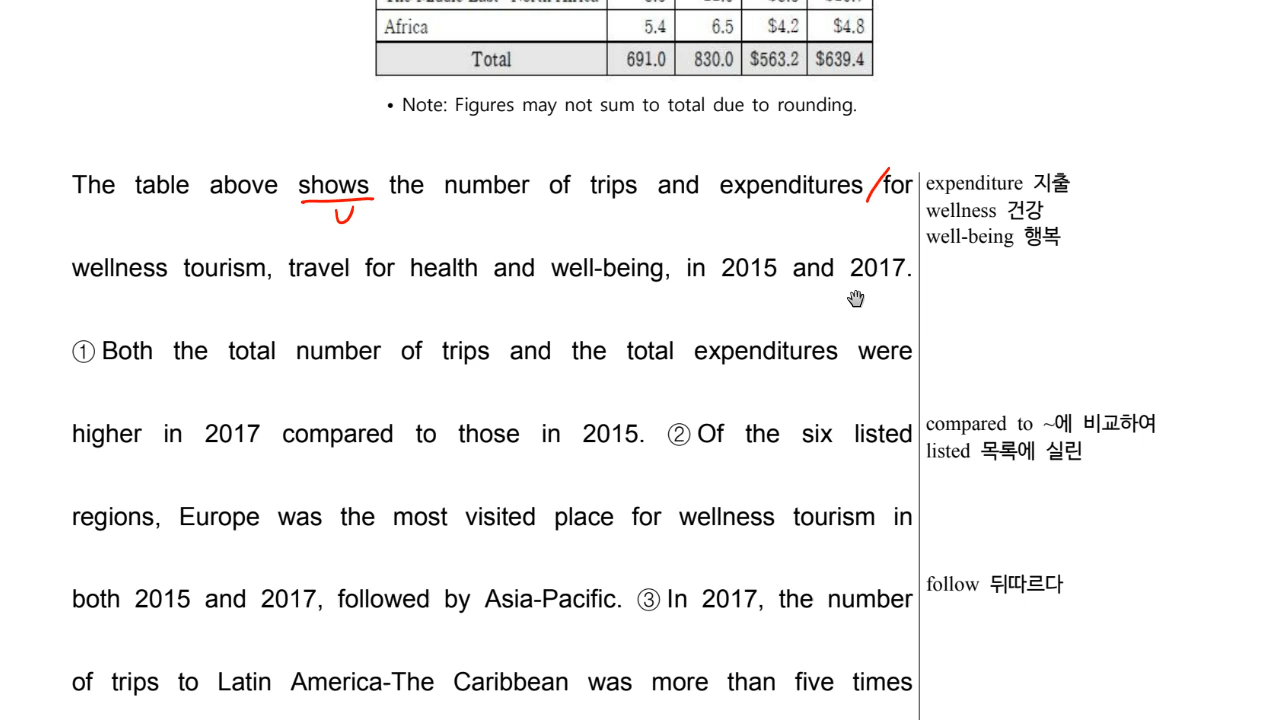 Africa 5.4 6.5 $4.2 $4.8
Total 691.0 830.0 $563.2 $639.4
• Note: Figures may not sum to total due to rounding.
The table above shows the number of trips and expenditures for
expenditure 지출
wellness 건강
well-being 행복
wellness tourism, travel for health and well-being, in 2015 and 2017.
① Both the total number of trips and the total expenditures were
higher in 2017 compared to those in 2015. ② Of the six listed
compared to ~에 비교하여
listed 목록에 실린
regions, Europe was the most visited place for wellness tourism in
both 2015 and 2017, followed by Asia-Pacific. ③ In 2017, the number
follow 뒤따르다
of trips to Latin America-The Caribbean was more than five times